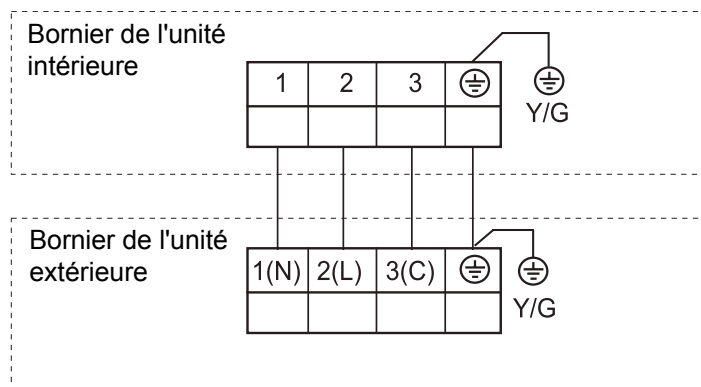 Bornier de l'unité
intérieure
1 2 3
Y/G
Bornier de l'unité
extérieure
1(N) 2(L) 3(C)
Y/G